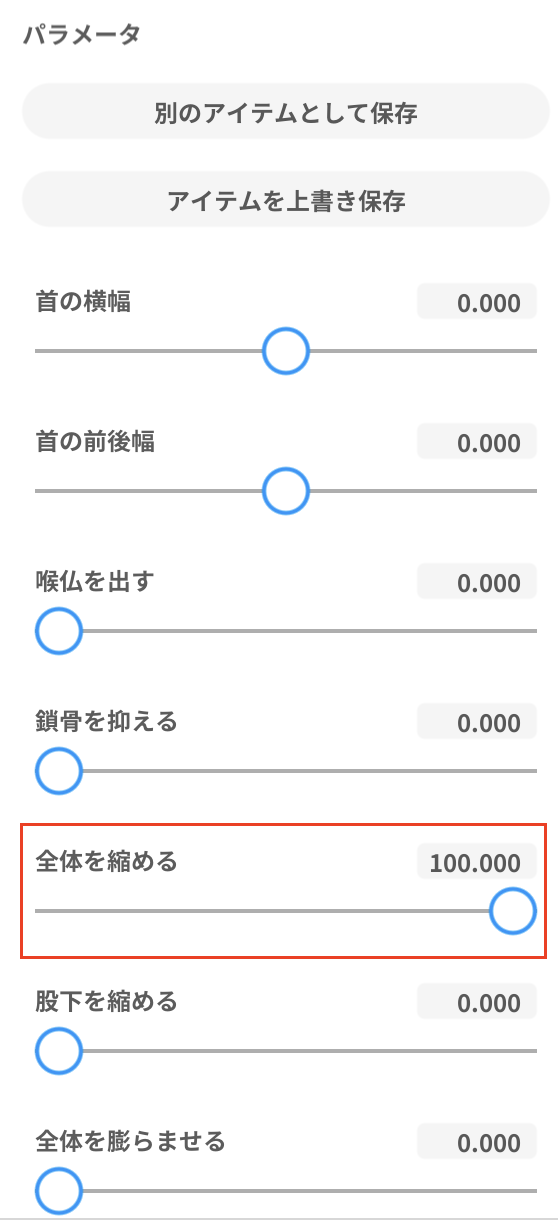 パラメータ
別のアイテムとして保存
アイテムを上書き保存
首の横幅 0.000
首の前後幅 0.000
喉仏を出す 0.000
鎖骨を抑える 0.000
全体を縮める 100.000
股下を縮める 0.000
全体を膨らませる 0.000